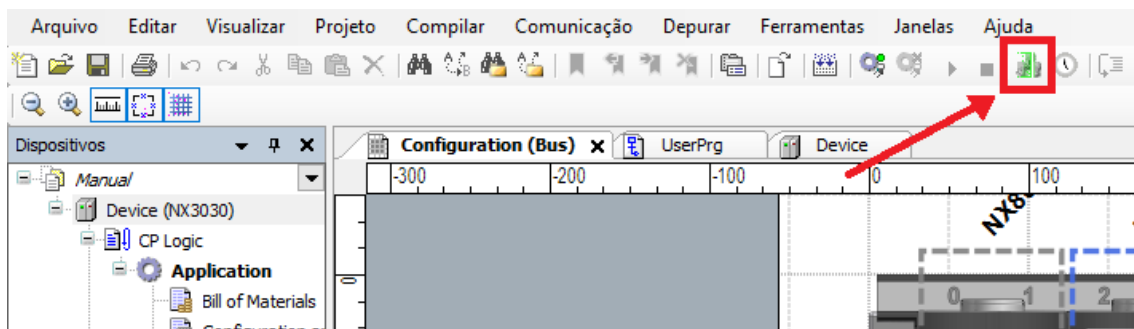 Arquivo Editar Visualizar Projeto Compilar Comunicação Depurar Ferramentas Janelas Ajuda
Dispositivos
Configuration (Bus) UserPrg Device
-300 -200 -100 0 100
Manual
Device (NX3030)
CP Logic
Application
0
0 1 2
Bill of Materials